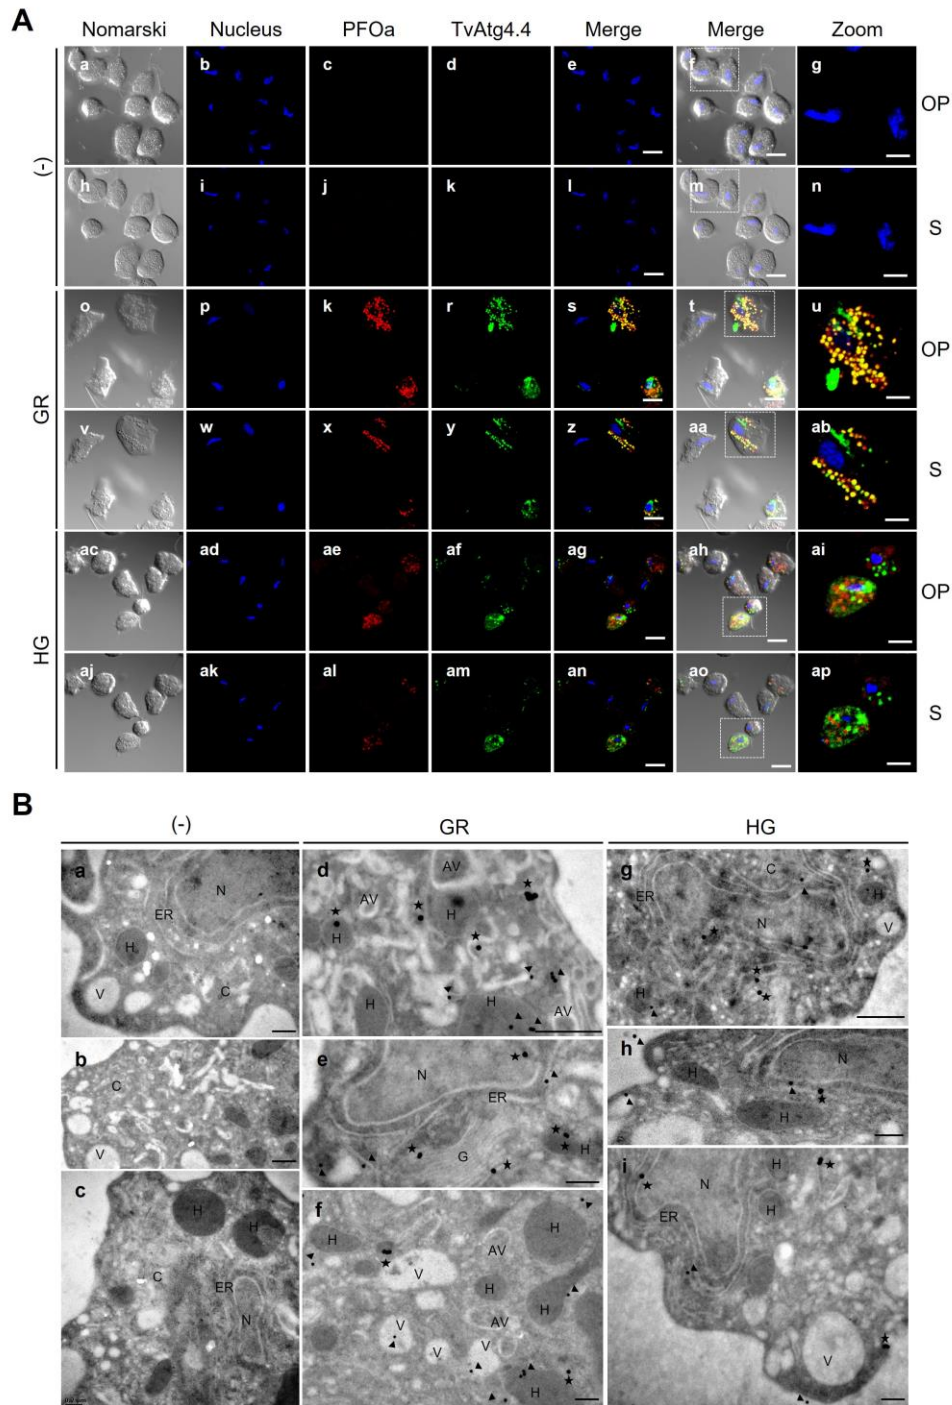 A
Nomarski Nucleus PFOa TvAtg4.4 Merge Merge Zoom
(-)
a b c d e f g OP
h i j k l m n S
GR
o p k r s t u OP
v w x y z aa ab S
HG
ac ad ae af ag ah ai OP
aj ak al am an ao ap S
B
(-) GR HG
a N ER H V C
b C V
c H H C ER N
d AV AV H H H H AV
e N ER G H
f H V AV H H V V AV V H
g C ER N H V H
h H N H
i H N H ER V